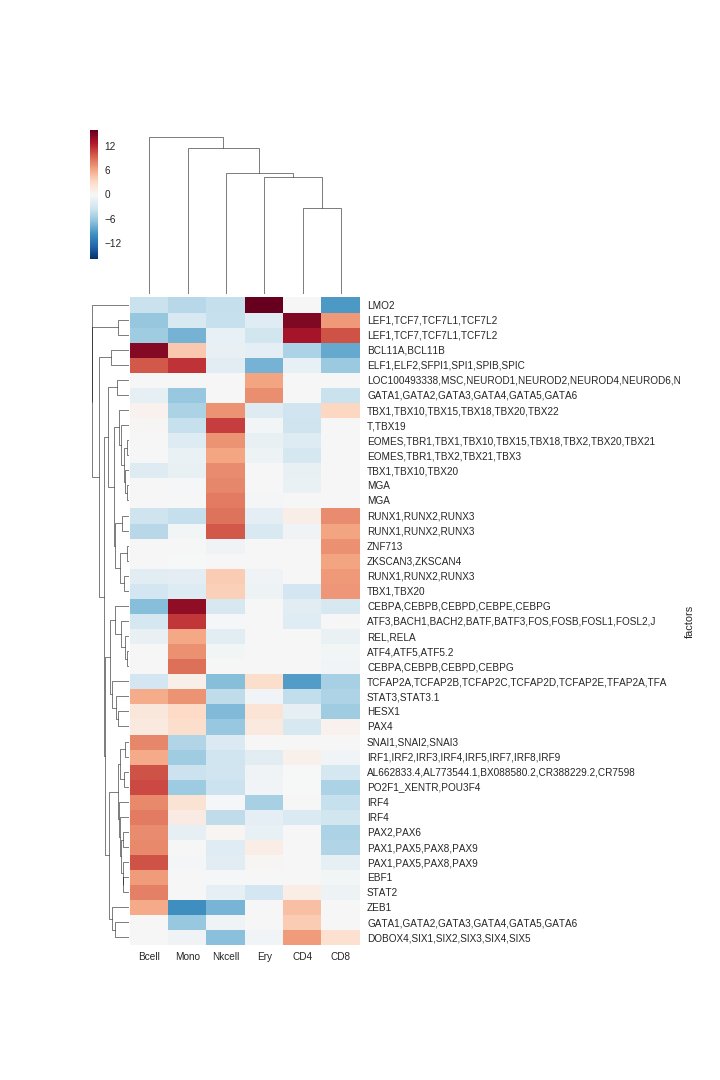 12
6
0
−6
−12
LMO2
LEF1,TCF7,TCF7L1,TCF7L2
LEF1,TCF7,TCF7L1,TCF7L2
BCL11A,BCL11B
ELF1,ELF2,SFPI1,SPI1,SPIB,SPIC
LOC100493338,MSC,NEUROD1,NEUROD2,NEUROD4,NEUROD6,N
GATA1,GATA2,GATA3,GATA4,GATA5,GATA6
TBX1,TBX10,TBX15,TBX18,TBX20,TBX22
T,TBX19
EOMES,TBR1,TBX1,TBX10,TBX15,TBX18,TBX2,TBX20,TBX21
EOMES,TBR1,TBX2,TBX21,TBX3
TBX1,TBX10,TBX20
MGA
MGA
RUNX1,RUNX2,RUNX3
RUNX1,RUNX2,RUNX3
ZNF713
ZKSCAN3,ZKSCAN4
RUNX1,RUNX2,RUNX3
TBX1,TBX20
CEBPA,CEBPB,CEBPD,CEBPE,CEBPG
ATF3,BACH1,BACH2,BATF,BATF3,FOS,FOSB,FOSL1,FOSL2,J
REL,RELA
ATF4,ATF5,ATF5.2
CEBPA,CEBPB,CEBPD,CEBPG
TCFAP2A,TCFAP2B,TCFAP2C,TCFAP2D,TCFAP2E,TFAP2A,TFA
STAT3,STAT3.1
HESX1
PAX4
SNAI1,SNAI2,SNAI3
IRF1,IRF2,IRF3,IRF4,IRF5,IRF7,IRF8,IRF9
AL662833.4,AL773544.1,BX088580.2,CR388229.2,CR7598
PO2F1_XENTR,POU3F4
IRF4
IRF4
PAX2,PAX6
PAX1,PAX5,PAX8,PAX9
PAX1,PAX5,PAX8,PAX9
EBF1
STAT2
ZEB1
GATA1,GATA2,GATA3,GATA4,GATA5,GATA6
DOBOX4,SIX1,SIX2,SIX3,SIX4,SIX5
factors
Bcell Mono Nkcell Ery CD4 CD8